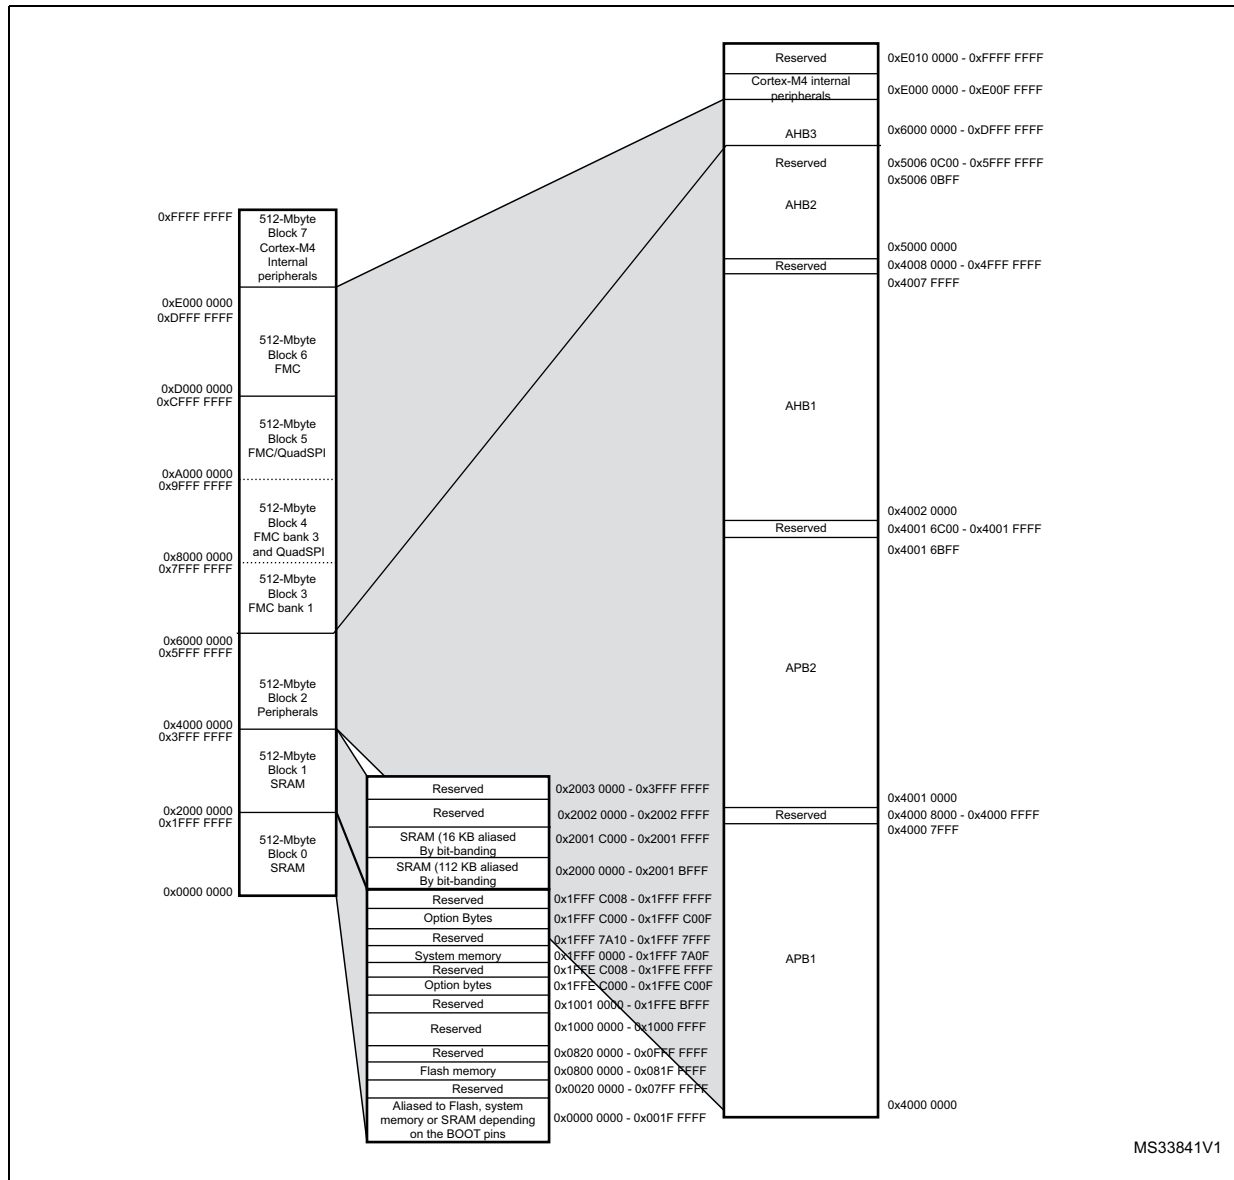 0xFFFF FFFF
512-Mbyte
Block 7
Cortex-M4
Internal
peripherals
0xE000 0000
0xDFFF FFFF
512-Mbyte
Block 6
FMC
0xD000 0000
0xCFFF FFFF
512-Mbyte
Block 5
FMC/QuadSPI
0xA000 0000
0x9FFF FFFF
512-Mbyte
Block 4
FMC bank 3
and QuadSPI
0x8000 0000
0x7FFF FFFF
512-Mbyte
Block 3
FMC bank 1
0x6000 0000
0x5FFF FFFF
512-Mbyte
Block 2
Peripherals
0x4000 0000
0x3FFF FFFF
512-Mbyte
Block 1
SRAM
0x2000 0000
0x1FFF FFFF
512-Mbyte
Block 0
SRAM
0x0000 0000
Reserved 0x2003 0000 - 0x3FFF FFFF
Reserved 0x2002 0000 - 0x2002 FFFF
SRAM (16 KB aliased
By bit-banding
0x2001 C000 - 0x2001 FFFF
SRAM (112 KB aliased
By bit-banding
0x2000 0000 - 0x2001 BFFF
Reserved 0x1FFF C008 - 0x1FFF FFFF
Option Bytes 0x1FFF C000 - 0x1FFF C00F
Reserved 0x1FFF 7A10 - 0x1FFF 7FFF
System memory 0x1FFF 0000 - 0x1FFF 7A0F
Reserved 0x1FFE C008 - 0x1FFE FFFF
Option bytes 0x1FFE C000 - 0x1FFE C00F
Reserved 0x1001 0000 - 0x1FFE BFFF
Reserved 0x1000 0000 - 0x1000 FFFF
Reserved 0x0820 0000 - 0x0FFF FFFF
Flash memory 0x0800 0000 - 0x081F FFFF
Reserved 0x0020 0000 - 0x07FF FFFF
Aliased to Flash, system
memory or SRAM depending
on the BOOT pins
0x0000 0000 - 0x001F FFFF
Reserved 0xE010 0000 - 0xFFFF FFFF
Cortex-M4 internal
peripherals
0xE000 0000 - 0xE00F FFFF
AHB3 0x6000 0000 - 0xDFFF FFFF
Reserved 0x5006 0C00 - 0x5FFF FFFF
0x5006 0BFF
AHB2
0x5000 0000
Reserved 0x4008 0000 - 0x4FFF FFFF
0x4007 FFFF
AHB1
0x4002 0000
Reserved 0x4001 6C00 - 0x4001 FFFF
0x4001 6BFF
APB2
0x4001 0000
Reserved 0x4000 8000 - 0x4000 FFFF
0x4000 7FFF
APB1
0x4000 0000
MS33841V1